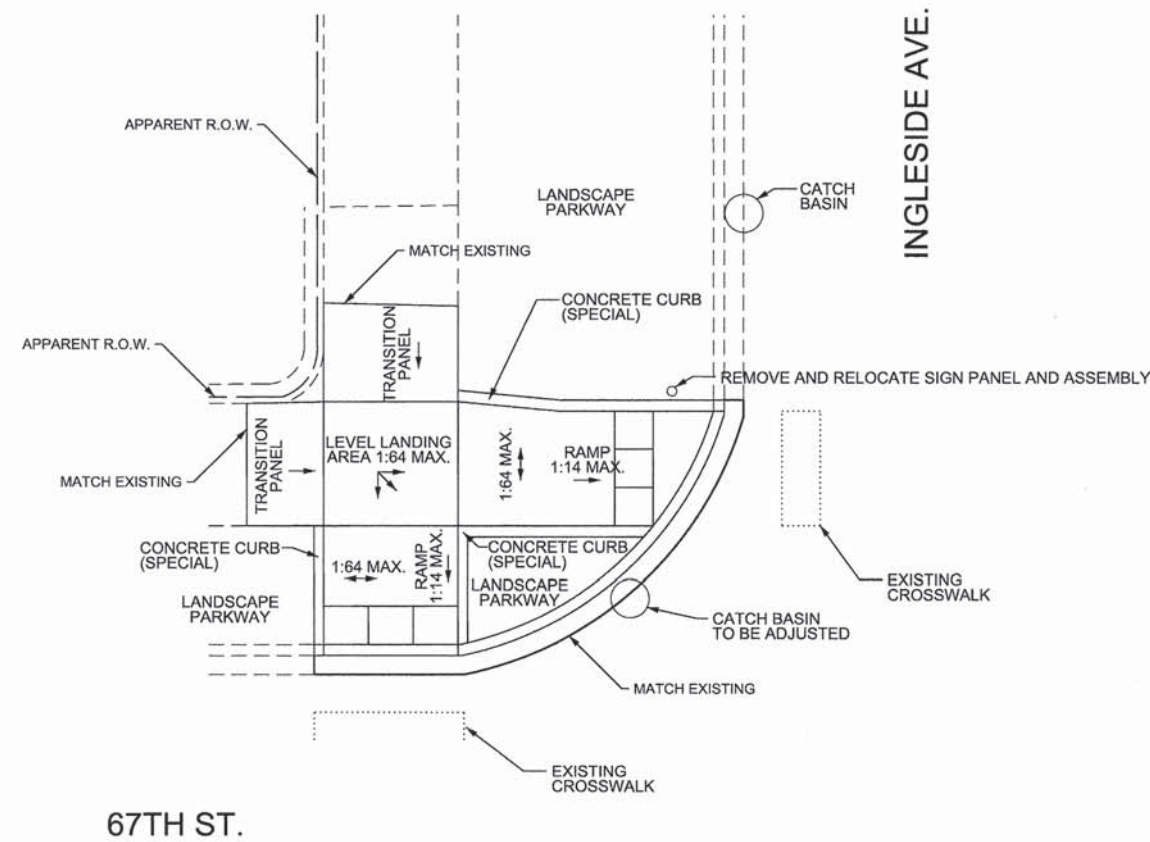 INGLESIDE AVE.
APPARENT R.O.W.
LANDSCAPE
PARKWAY
CATCH
BASIN
MATCH EXISTING
CONCRETE CURB
(SPECIAL)
TRANSITION
PANEL
APPARENT R.O.W.
REMOVE AND RELOCATE SIGN PANEL AND ASSEMBLY
TRANSITION
PANEL
LEVEL LANDING
AREA 1:64 MAX.
1:64 MAX.
RAMP
1:14 MAX.
MATCH EXISTING
CONCRETE CURB
(SPECIAL)
1:64 MAX.
RAMP
1:14 MAX.
CONCRETE CURB
(SPECIAL)
LANDSCAPE
PARKWAY
LANDSCAPE
PARKWAY
EXISTING
CROSSWALK
CATCH BASIN
TO BE ADJUSTED
MATCH EXISTING
EXISTING
CROSSWALK
67TH ST.